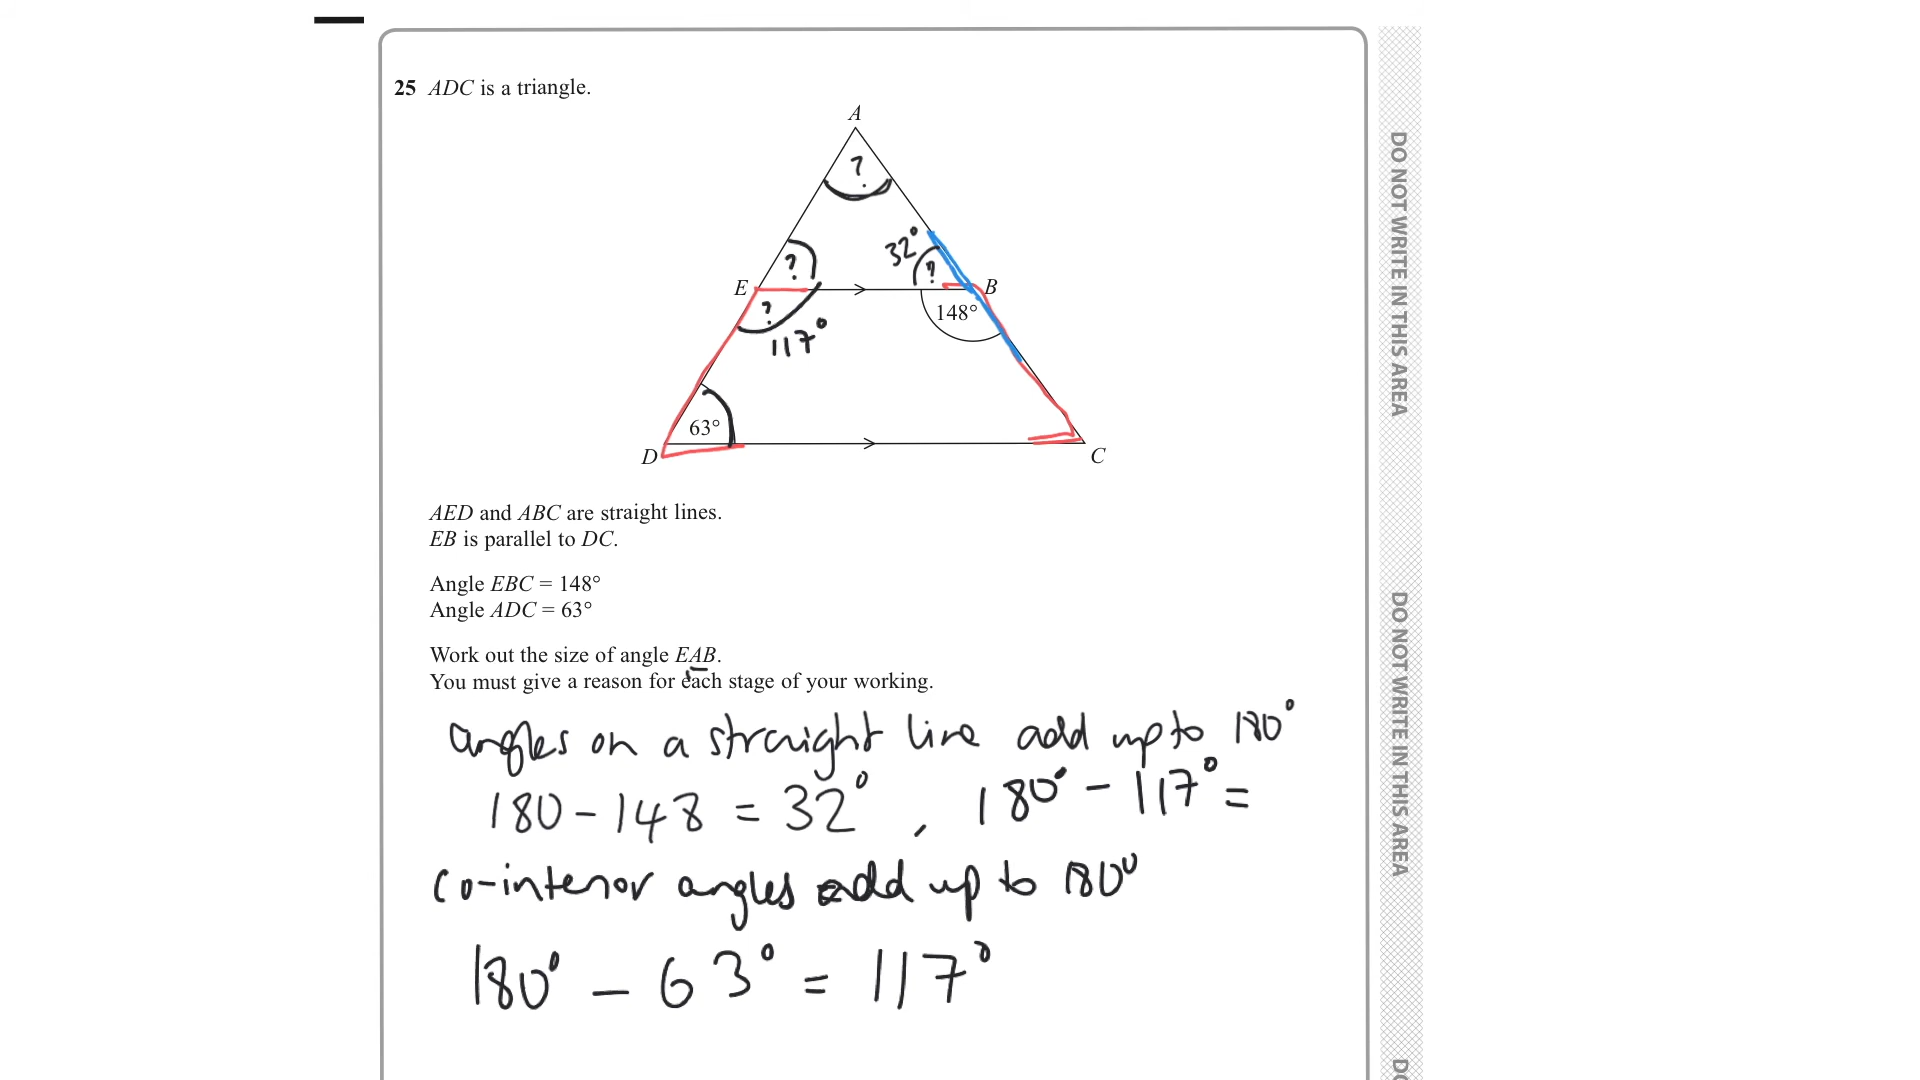 25 ADC is a triangle.
A
?
32°
?
?
E
B
?
148°
117°
63°
D
C
AED and ABC are straight lines.
EB is parallel to DC.
Angle EBC = 148°
Angle ADC = 63°
Work out the size of angle EAB.
You must give a reason for each stage of your working.
angles on a straight line add up to 180°
180 - 148 = 32° , 180° - 117° =
co-interior angles add up to 180°
180° - 63° = 117°
DO NOT WRITE IN THIS AREA
DO NOT WRITE IN THIS AREA
DO